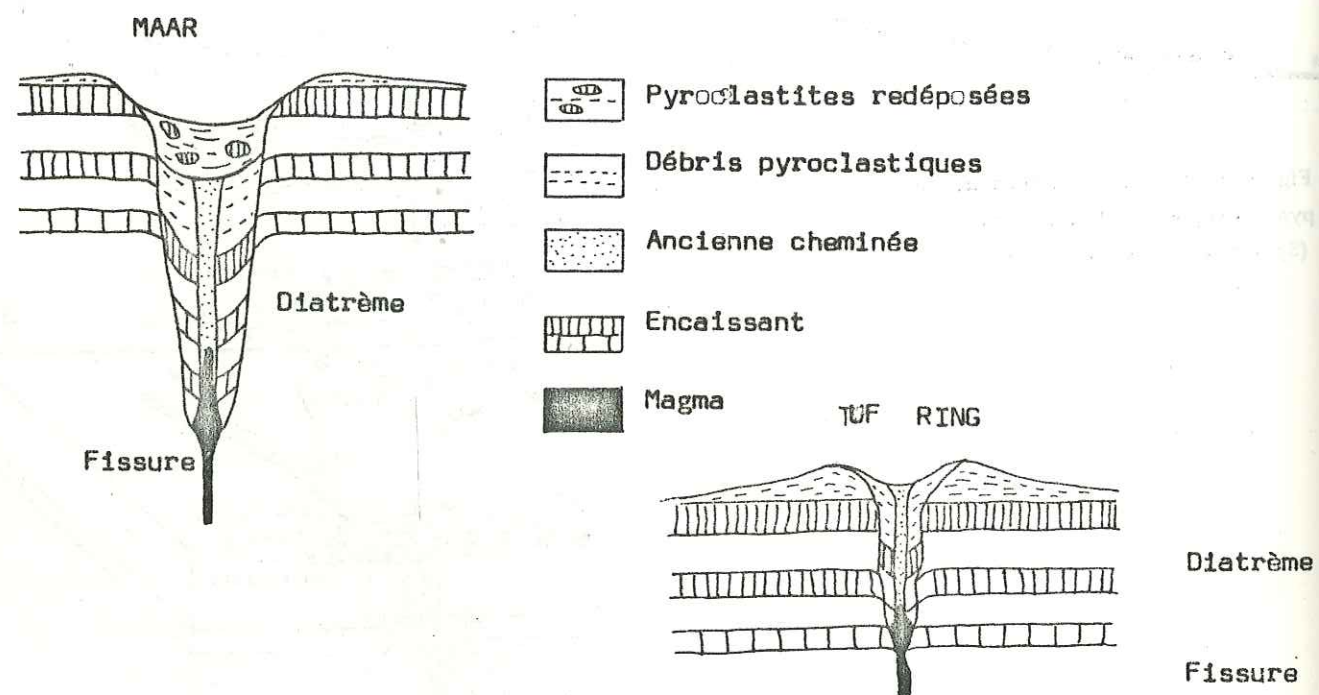 MAAR
Pyroclastites redéposées
Débris pyroclastiques
Ancienne cheminée
Encaissant
Magma
Diatrème
Fissure
TUF RING
Diatrème
Fissure